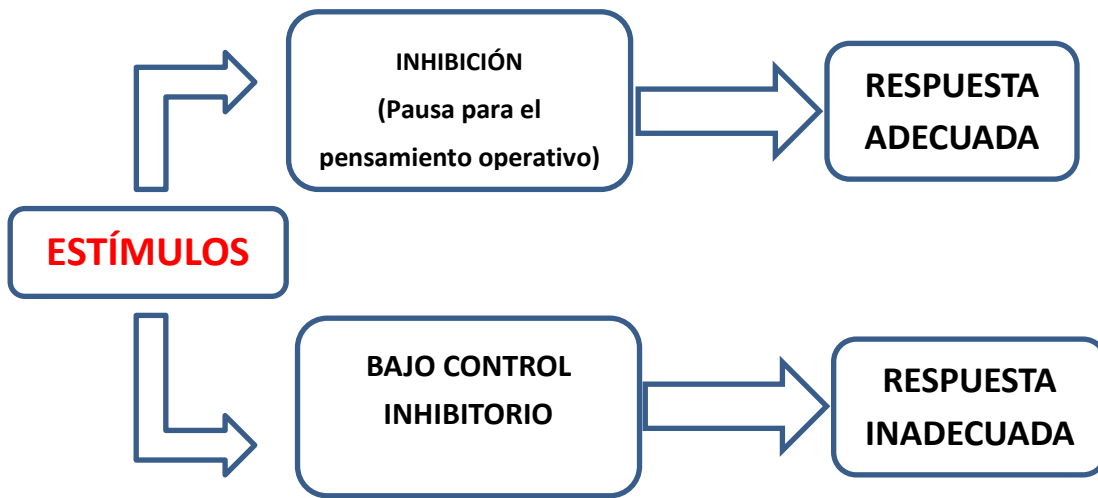 INHIBICIÓN
(Pausa para el
pensamiento operativo)
RESPUESTA
ADECUADA
ESTÍMULOS
BAJO CONTROL
INHIBITORIO
RESPUESTA
INADECUADA